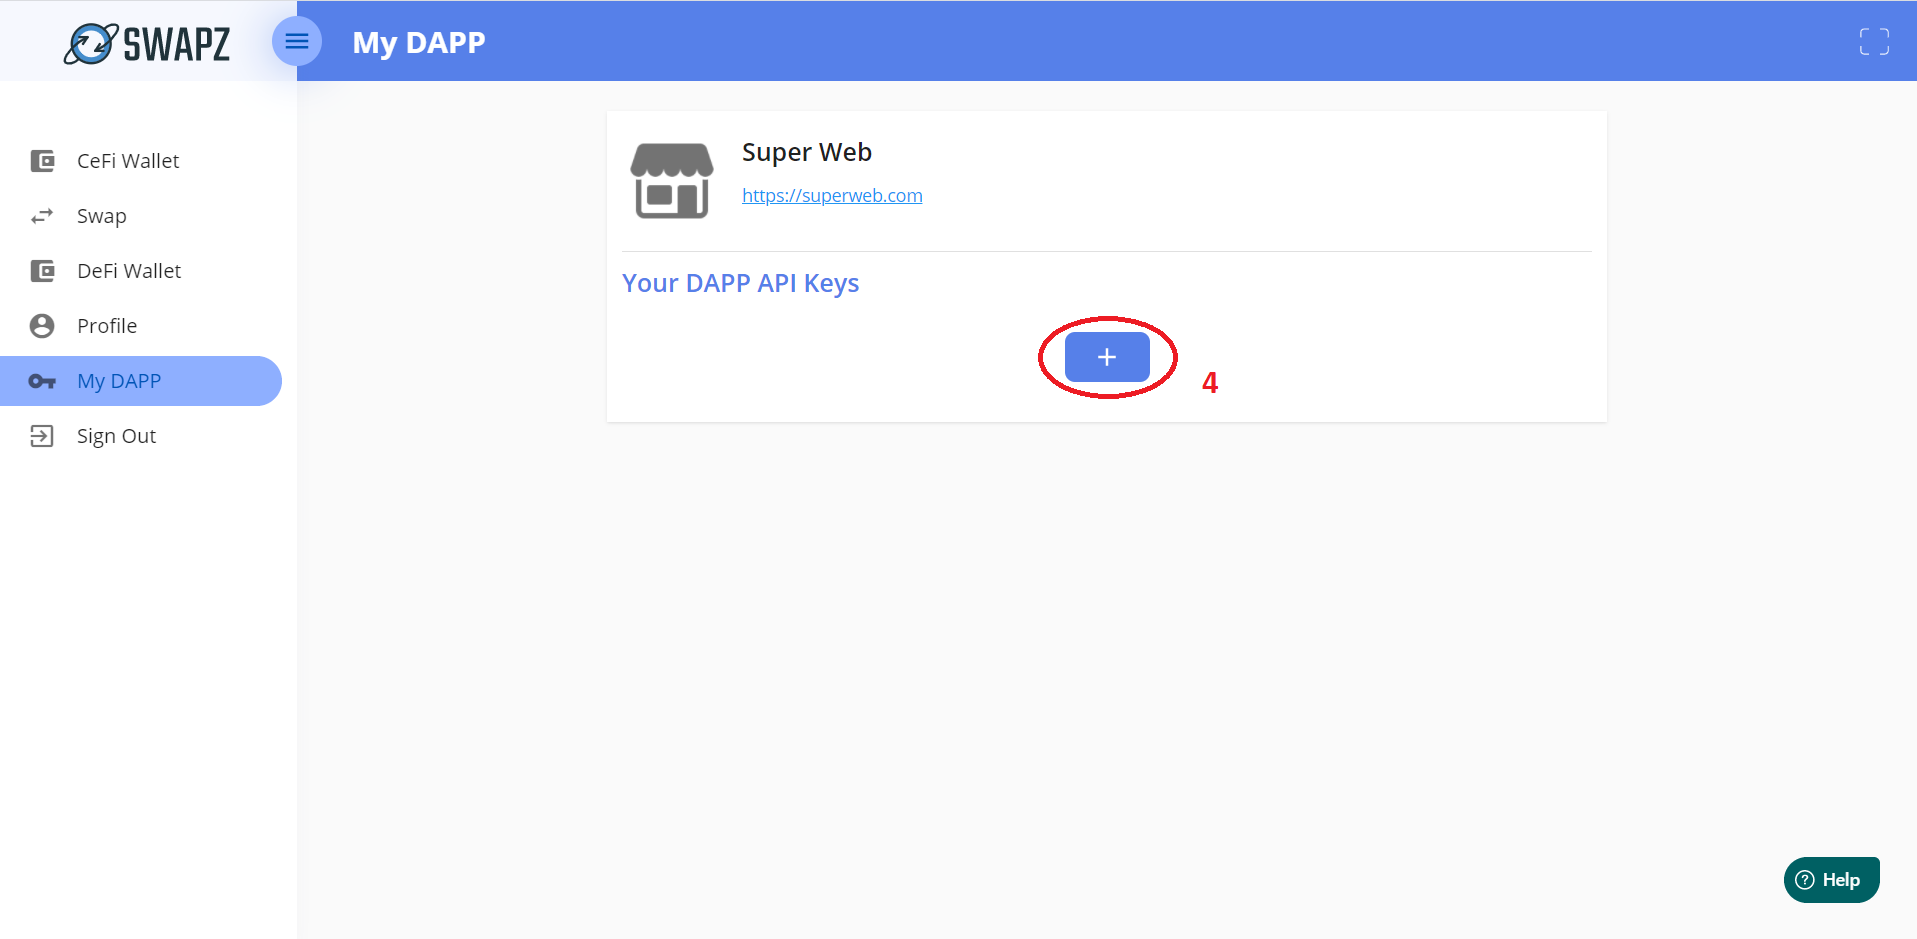 SWAPZ
My DAPP
CeFi Wallet
Swap
DeFi Wallet
Profile
My DAPP
Sign Out
Super Web
https://superweb.com
Your DAPP API Keys
+
4
? Help